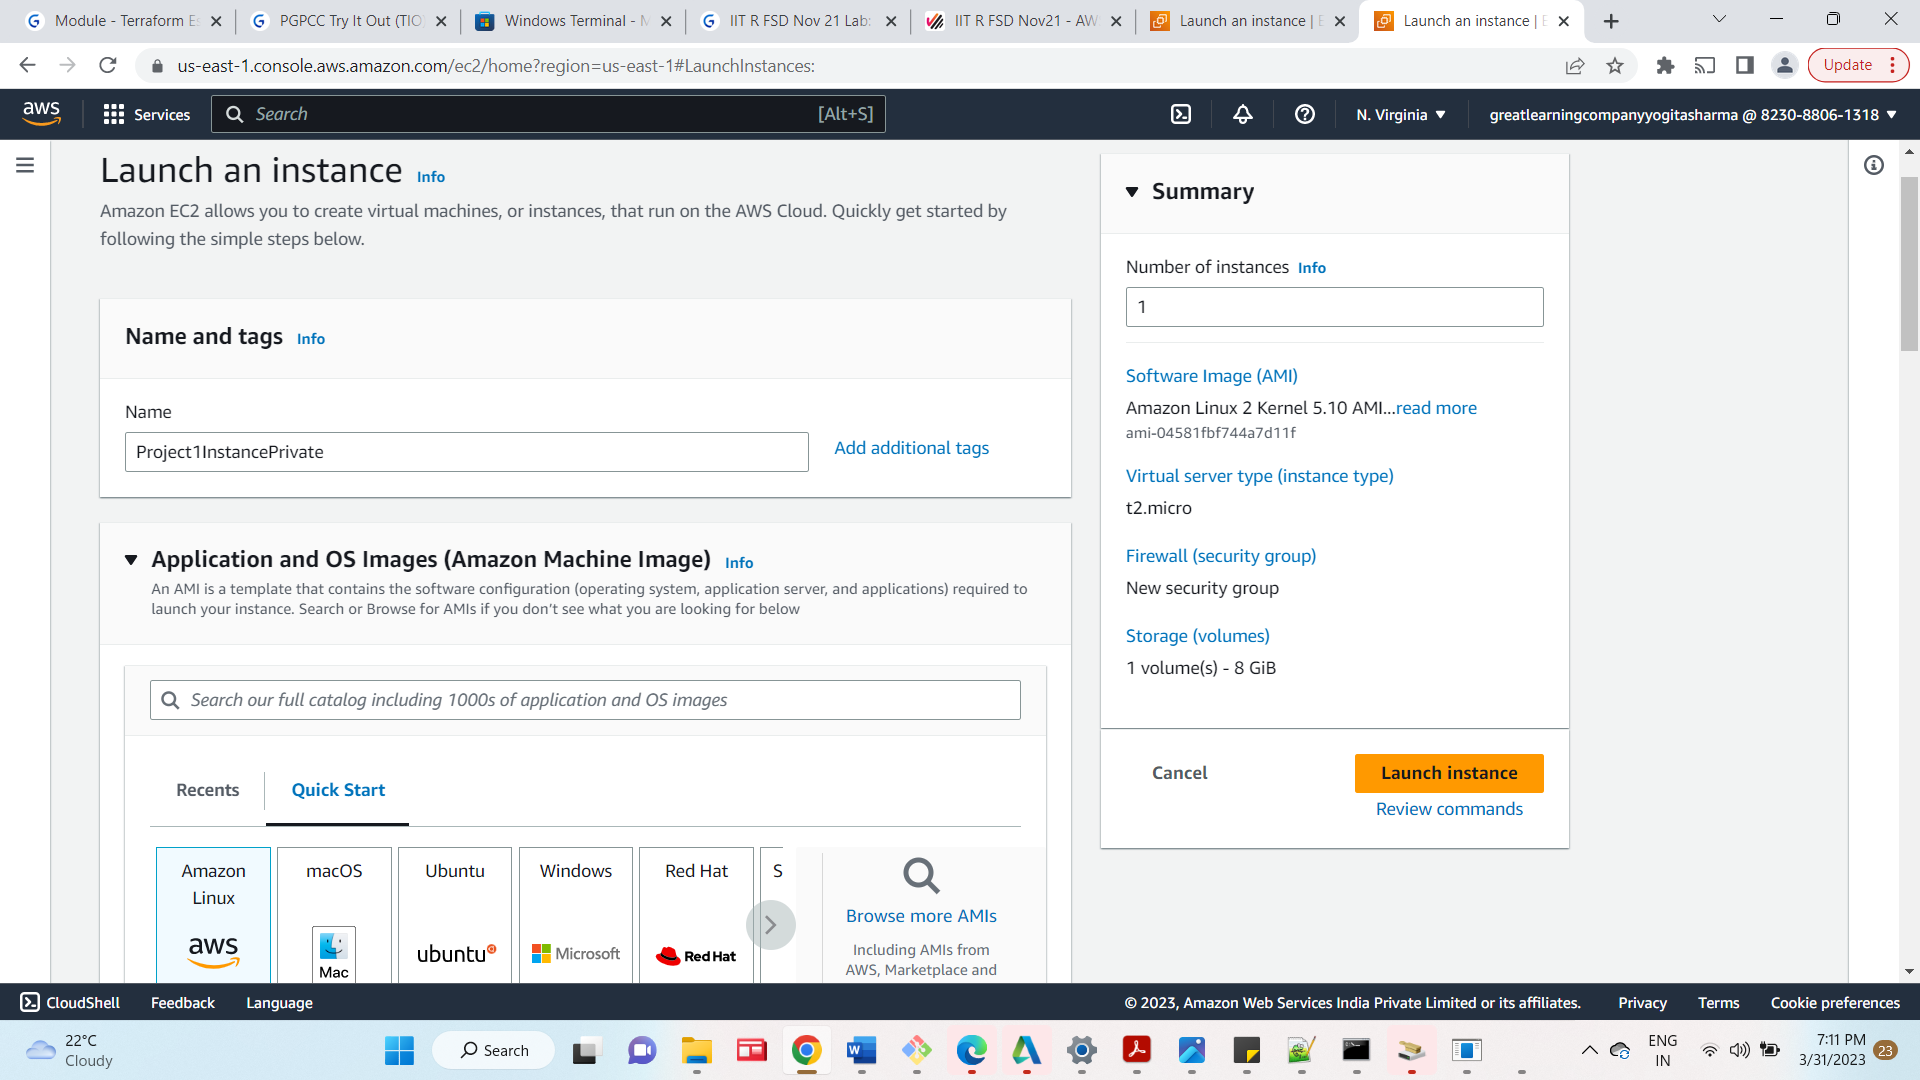 Module - Terraform Es
PGPCC Try It Out (TIO
Windows Terminal - M
IIT R FSD Nov 21 Lab:
IIT R FSD Nov21 - AW
Launch an instance | E
Launch an instance | E
us-east-1.console.aws.amazon.com/ec2/home?region=us-east-1#LaunchInstances:
Update
aws
Services
Search
[Alt+S]
N. Virginia
greatlearningcompanyyogitasharma @ 8230-8806-1318
Launch an instance Info
Amazon EC2 allows you to create virtual machines, or instances, that run on the AWS Cloud. Quickly get started by
following the simple steps below.
Name and tags Info
Name
Project1InstancePrivate
Add additional tags
Application and OS Images (Amazon Machine Image) Info
An AMI is a template that contains the software configuration (operating system, application server, and applications) required to
launch your instance. Search or Browse for AMIs if you don't see what you are looking for below
Search our full catalog including 1000s of application and OS images
Recents
Quick Start
Amazon
Linux
aws
macOS
Mac
Ubuntu
ubuntu
Windows
Microsoft
Red Hat
Red Hat
S
Browse more AMIs
Including AMIs from
AWS, Marketplace and
Summary
Number of instances Info
1
Software Image (AMI)
Amazon Linux 2 Kernel 5.10 AMI...read more
ami-04581fbf744a7d11f
Virtual server type (instance type)
t2.micro
Firewall (security group)
New security group
Storage (volumes)
1 volume(s) - 8 GiB
Cancel
Launch instance
Review commands
CloudShell
Feedback
Language
© 2023, Amazon Web Services India Private Limited or its affiliates.
Privacy
Terms
Cookie preferences
22°C
Cloudy
Search
ENG
IN
7:11 PM
3/31/2023
23